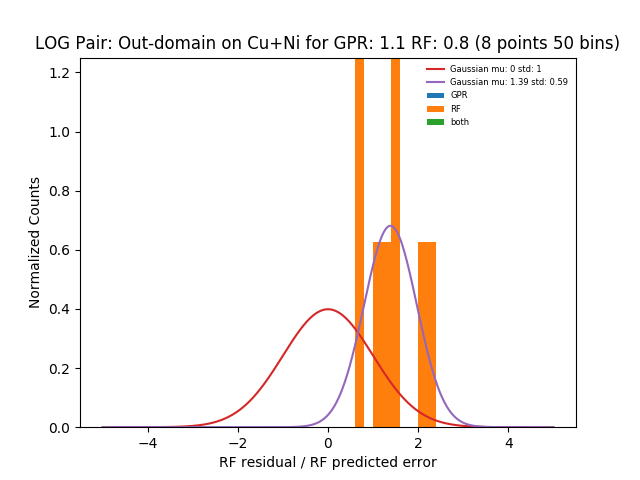 LOG Pair: Out-domain on Cu+Ni for GPR: 1.1 RF: 0.8 (8 points 50 bins)
Gaussian mu: 0 std: 1
Gaussian mu: 1.39 std: 0.59
GPR
RF
both
Normalized Counts
1.2
1.0
0.8
0.6
0.4
0.2
0.0
−4
−2
0
2
4
RF residual / RF predicted error